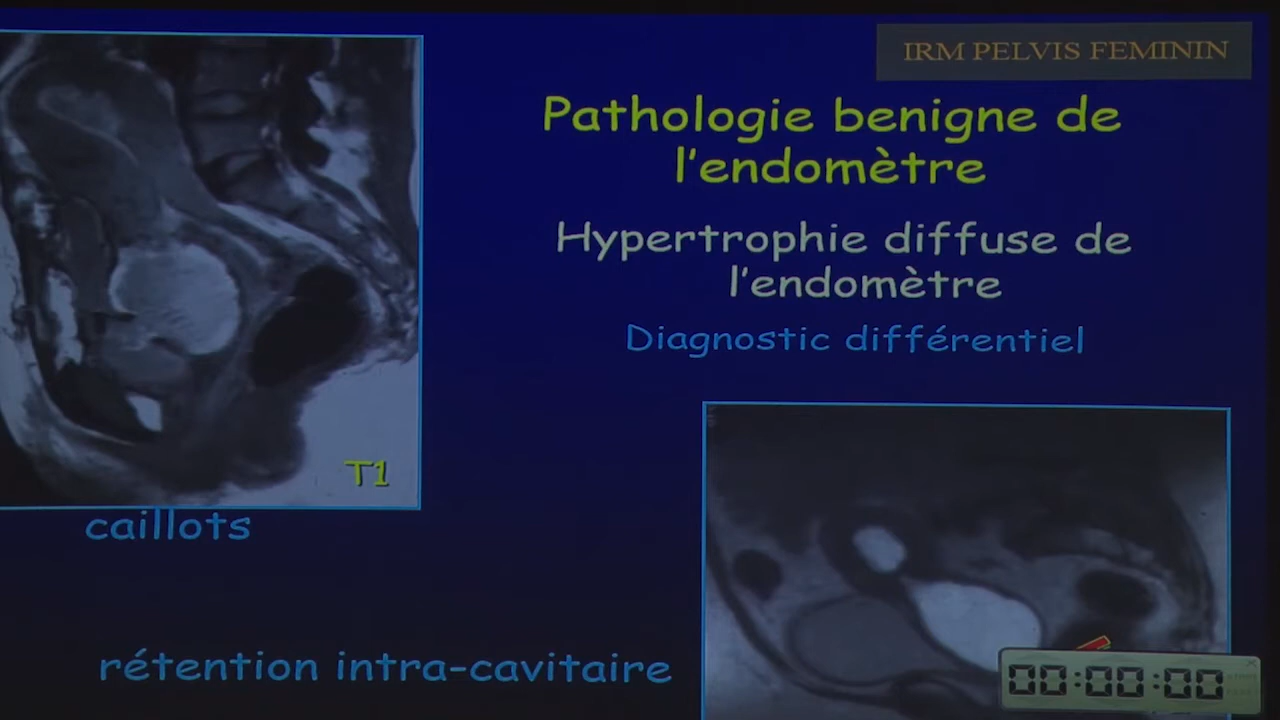 IRM PELVIS FEMININ
Pathologie benigne de
l'endomètre
Hypertrophie diffuse de
l'endomètre
Diagnostic différentiel
T1
caillots
rétention intra-cavitaire
00:00:00